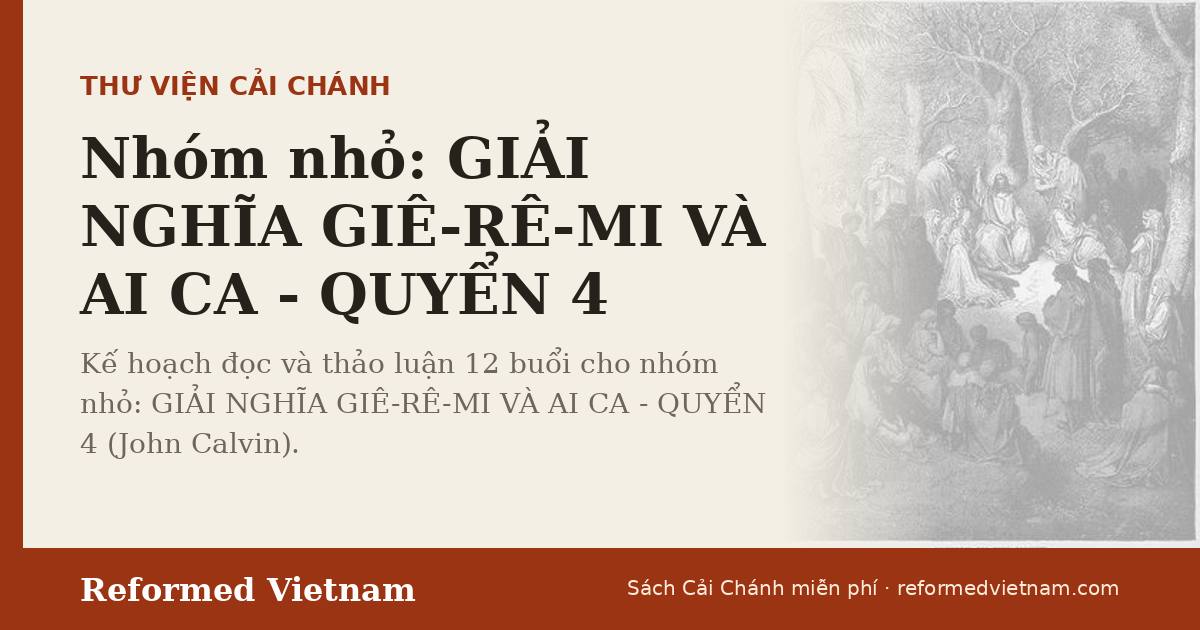 THƯ VIỆN CẢI CHÁNH
Nhóm nhỏ: GIẢI
NGHĨA GIÊ-RÊ-MI VÀ
AI CA - QUYỂN 4
Kế hoạch đọc và thảo luận 12 buổi cho nhóm
nhỏ: GIẢI NGHĨA GIÊ-RÊ-MI VÀ AI CA - QUYỂN
4 (John Calvin).
Reformed Vietnam
Sách Cải Chánh miễn phí · reformedvietnam.com